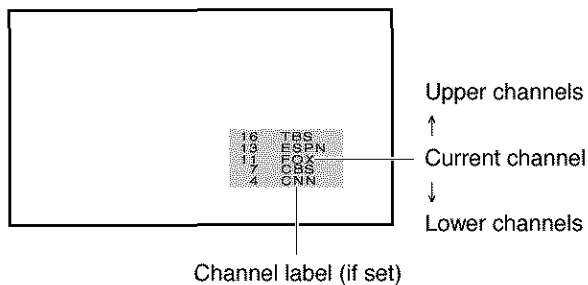 Upper channels
↑
16 TBS
13 ESPN
11 FOX
7 CBS
4 CNN
Current channel
↓
Lower channels
Channel label (if set)